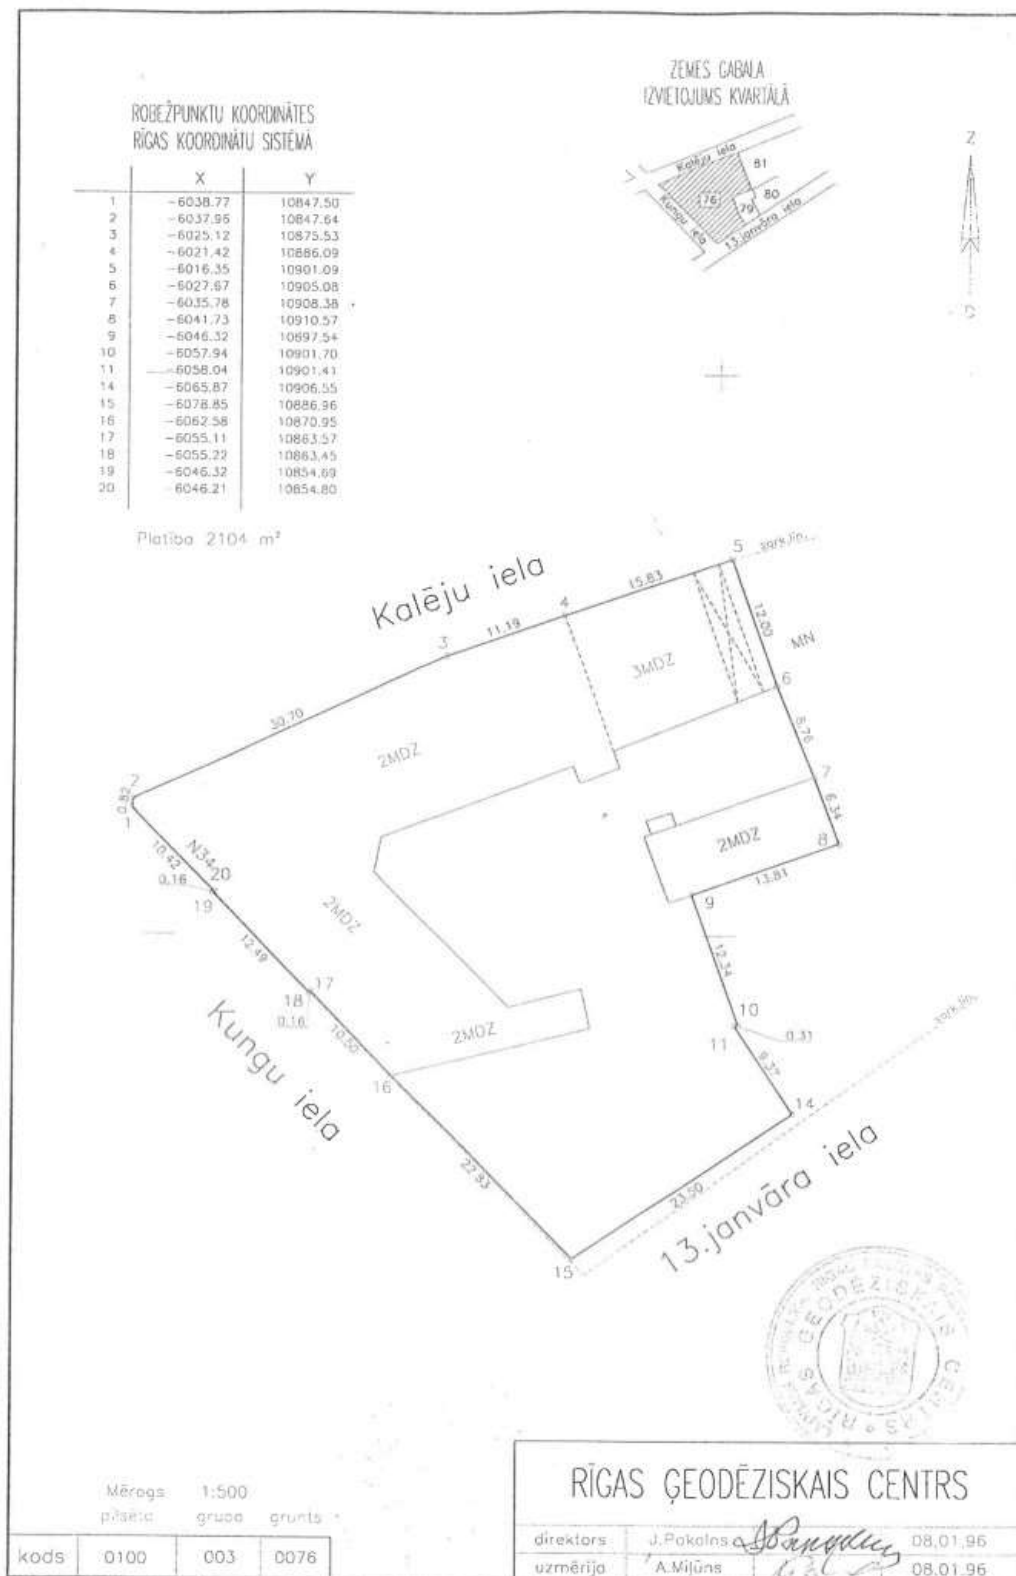 ZEMES GABALA
IZVIETOJUMS KVARTĀLĀ
ROBEŽPUNKTU KOORDINĀTES
RĪGAS KOORDINĀTU SISTĒMĀ
X Y
1 -6038.77 10847.50
2 -6037.96 10847.64
3 -6025.12 10875.53
4 -6021.42 10886.09
5 -6016.35 10901.09
6 -6027.67 10905.08
7 -6035.78 10908.38
8 -6041.73 10910.57
9 -6046.32 10897.54
10 -6057.94 10901.70
11 -6058.04 10901.41
14 -6065.87 10906.55
15 -6078.85 10886.96
16 -6062.58 10870.95
17 -6055.11 10863.57
18 -6055.22 10863.45
19 -6046.32 10854.69
20 -6046.21 10854.80
Platība 2104 m²
Kalēju iela
81
76
79
80
Kungu iela
13.janvāra iela
Z
D
Kalēju iela
5
sark.lin.
15.83
4
11.19
3
12.00
MN
3MDZ
6
30.70
8.76
2MDZ
7
2
0.82
1
6.34
2MDZ
8
13.81
N34
10.42
20
0.16
19
9
2MDZ
12.49
12.34
17
18
0.16
10
2MDZ
10.50
11
0.31
16
9.37
sark.lin.
14
Kungu iela
22.83
23.50
13.janvāra iela
15
RĪGAS ĢEODĒZISKAIS CENTRS
Mērogs 1:500
pilsēta grupa grunts
kods 0100 003 0076
RĪGAS ĢEODĒZISKAIS CENTRS
direktors J.Pokalns 08.01.96
uzmērīja A.Miļūns 08.01.96